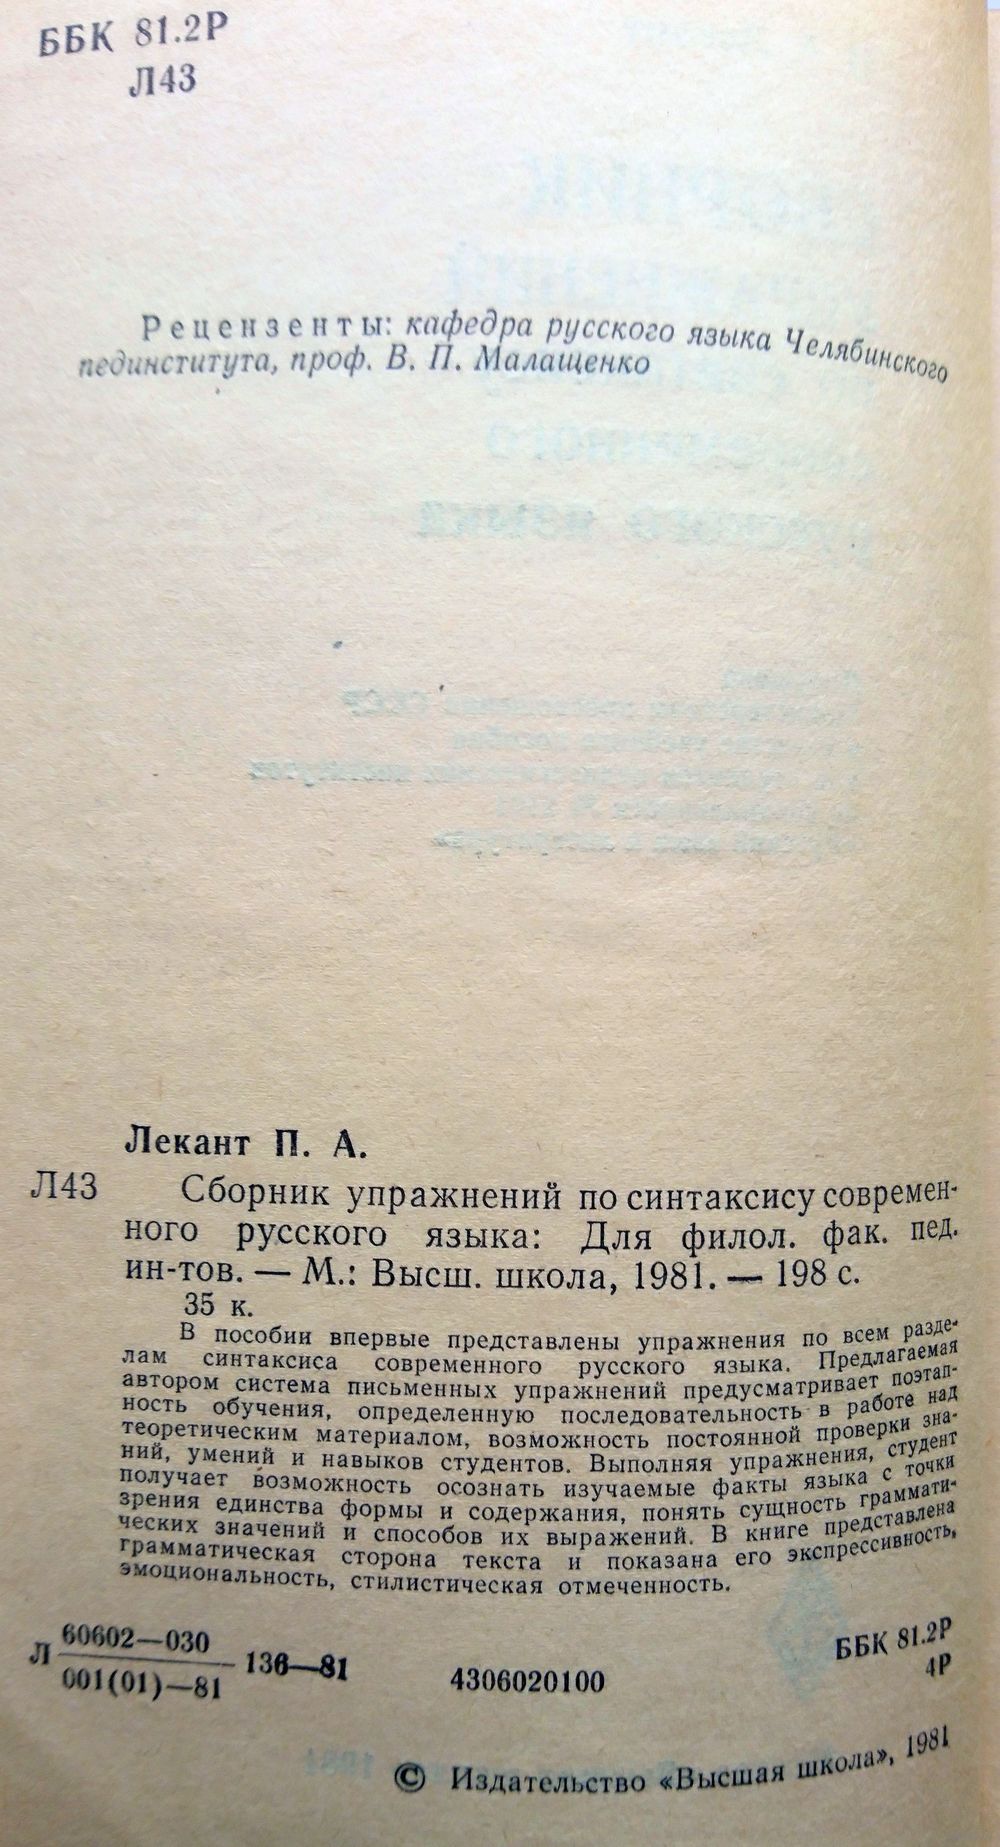 ББК 81.2Р
Л43
Рецензенты: кафедра русского языка Челябинского
пединститута, проф. В. П. Малащенко
Лекант П. А.
Л43 Сборник упражнений по синтаксису современ-
ного русского языка: Для филол. фак. пед.
ин-тов. — М.: Высш. школа, 1981. — 198 с.
35 к.
В пособии впервые представлены упражнения по всем разде-
лам синтаксиса современного русского языка. Предлагаемая
автором система письменных упражнений предусматривает поэтап-
ность обучения, определенную последовательность в работе над
теоретическим материалом, возможность постоянной проверки зна-
ний, умений и навыков студентов. Выполняя упражнения, студент
получает возможность осознать изучаемые факты языка с точки
зрения единства формы и содержания, понять сущность граммати-
ческих значений и способов их выражений. В книге представлена
грамматическая сторона текста и показана его экспрессивность,
эмоциональность, стилистическая отмеченность.
Л 60602—030
001(01)—81 136—81 4306020100
ББК 81.2Р
4Р
© Издательство «Высшая школа», 1981